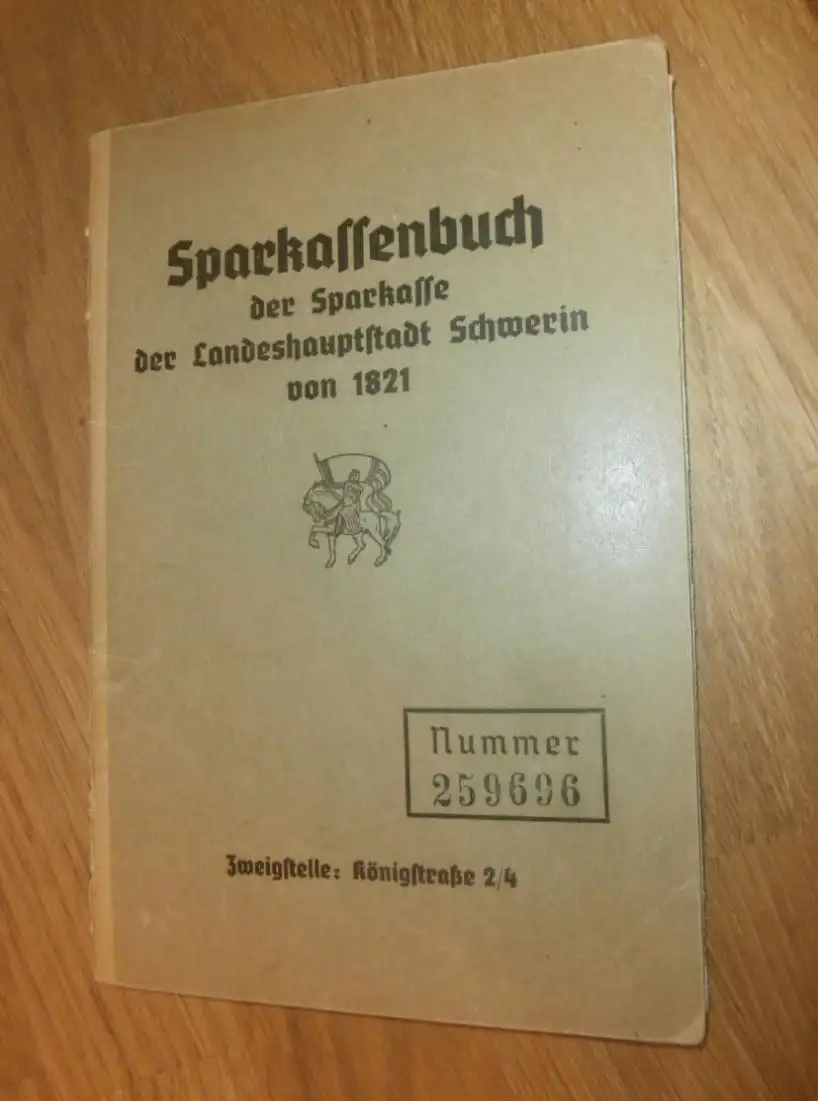 Sparkaſſenbuch
der Sparkaſſe
der Landeshauptſtadt Schwerin
von 1821
Nummer
259696
Zweigſtelle: Königſtraße 2/4